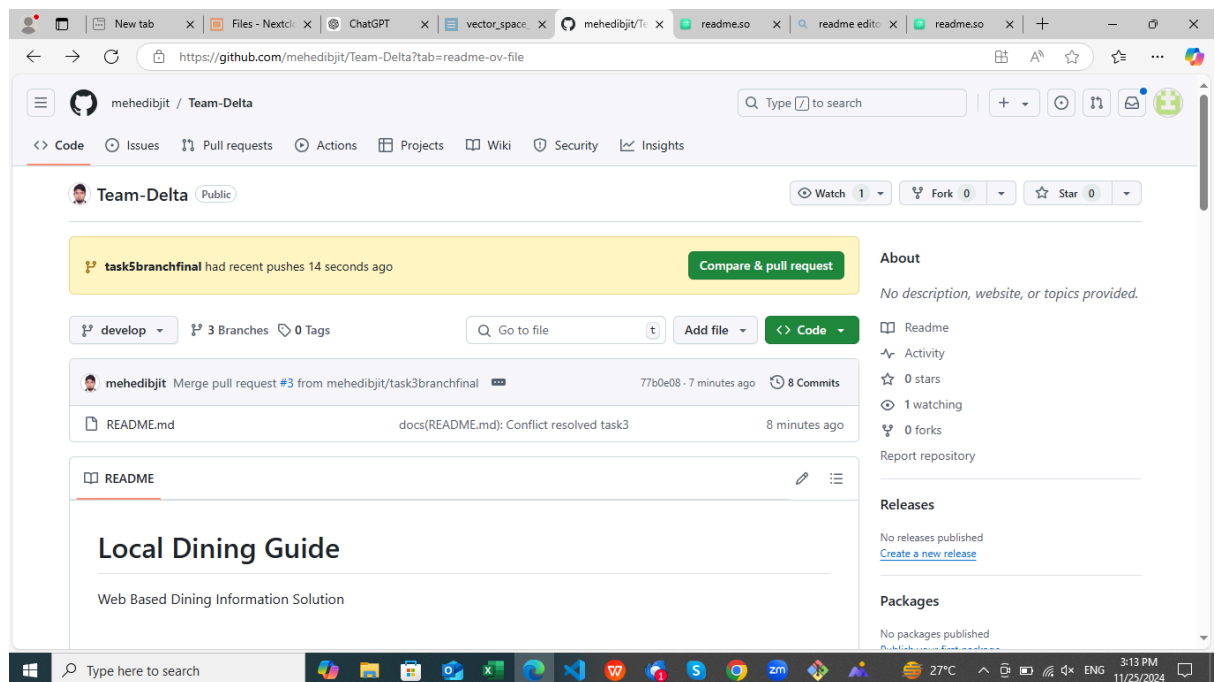 New tab
Files - Nextclo
ChatGPT
vector_space_
mehedibjit/Te
readme.so
readme edito
readme.so
https://github.com/mehedibjit/Team-Delta?tab=readme-ov-file
mehedibjit / Team-Delta
Type / to search
Code
Issues
Pull requests
Actions
Projects
Wiki
Security
Insights
Team-Delta Public
Watch 1
Fork 0
Star 0
task5branchfinal had recent pushes 14 seconds ago
Compare & pull request
develop
3 Branches
0 Tags
Go to file t
Add file
<> Code
mehedibjit Merge pull request #3 from mehedibjit/task3branchfinal
77b0e08 · 7 minutes ago
8 Commits
README.md
docs(README.md): Conflict resolved task3
8 minutes ago
README
Local Dining Guide
Web Based Dining Information Solution
About
No description, website, or topics provided.
Readme
Activity
0 stars
1 watching
0 forks
Report repository
Releases
No releases published
Create a new release
Packages
No packages published
Publish your first package
Type here to search
27°C
ENG
3:13 PM
11/25/2024